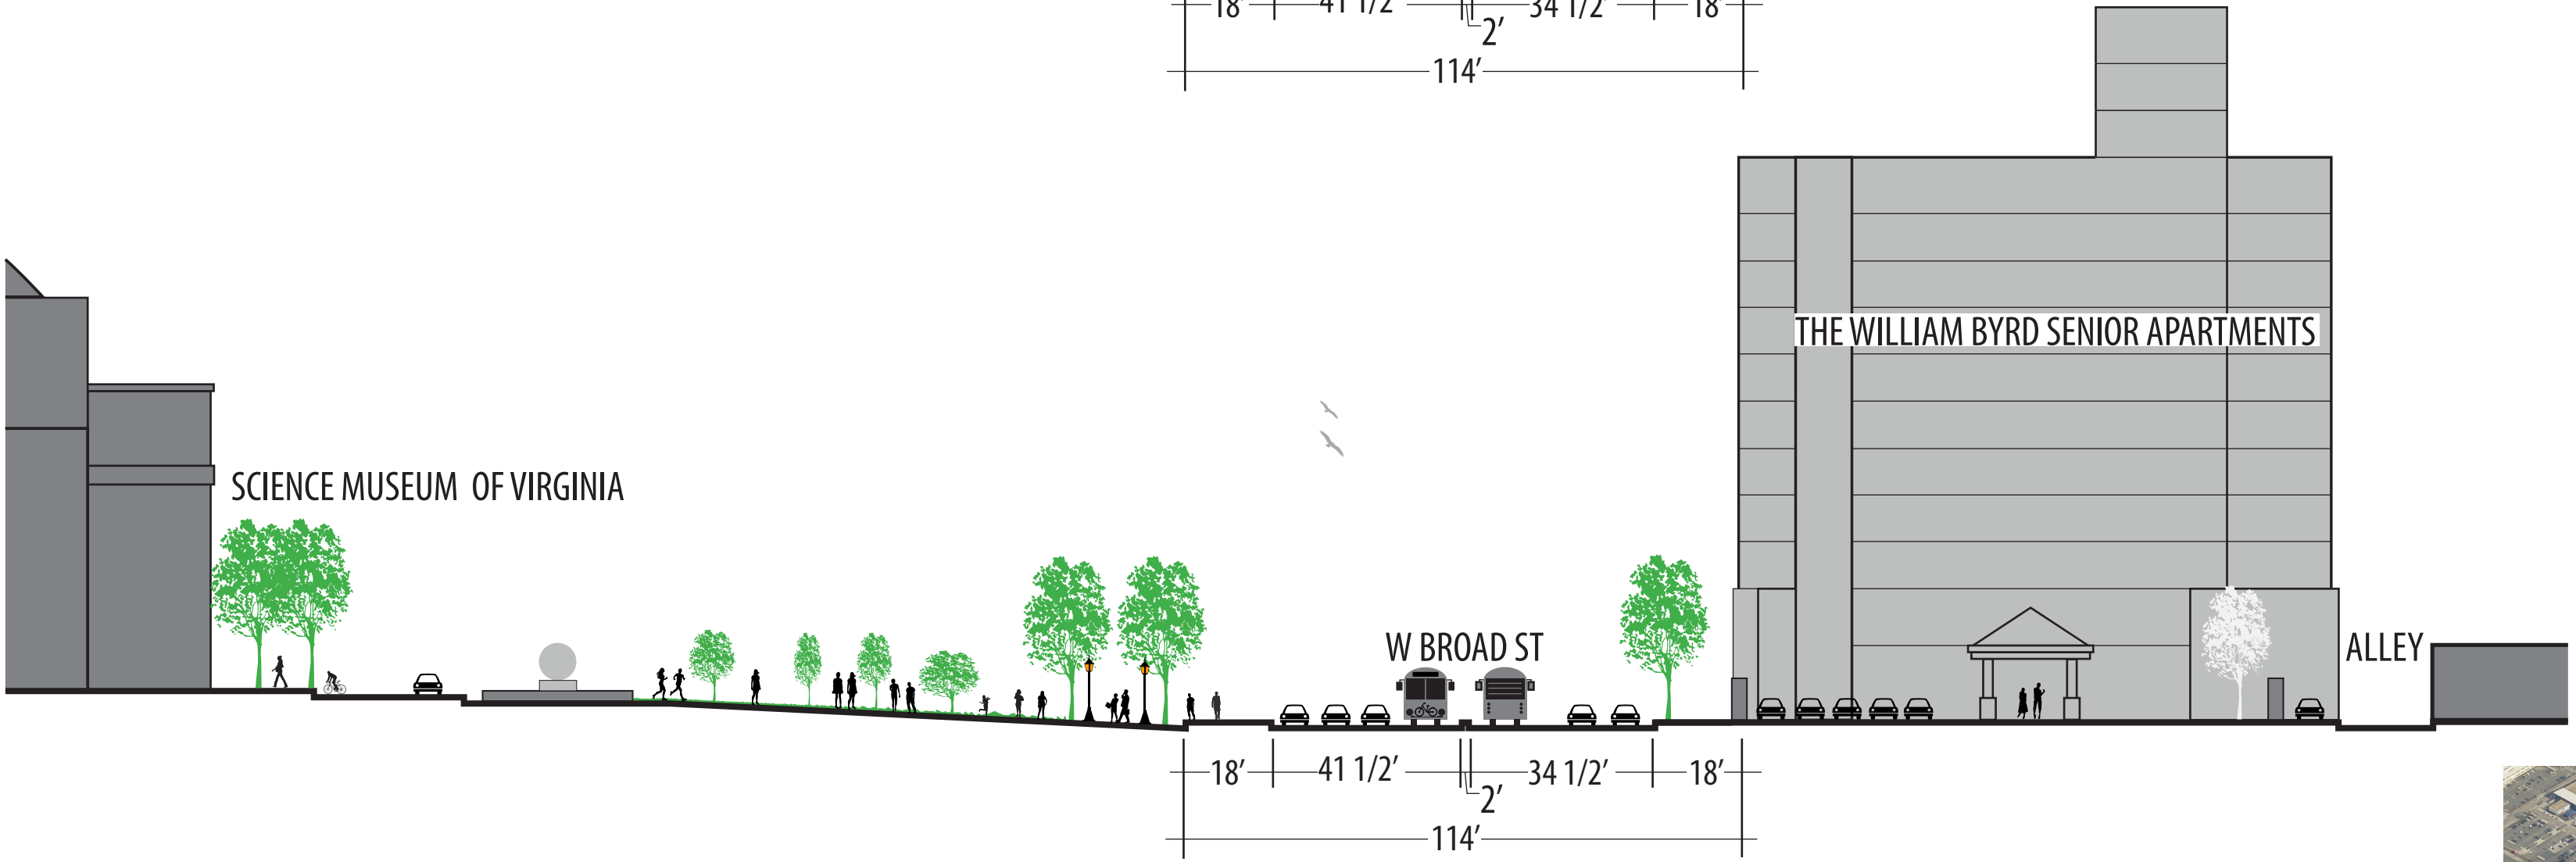 18′ 41 1/2′ 34 1/2′ 18′
2′
114′
THE WILLIAM BYRD SENIOR APARTMENTS
SCIENCE MUSEUM OF VIRGINIA
W BROAD ST
ALLEY
18′ 41 1/2′ 34 1/2′ 18′
2′
114′